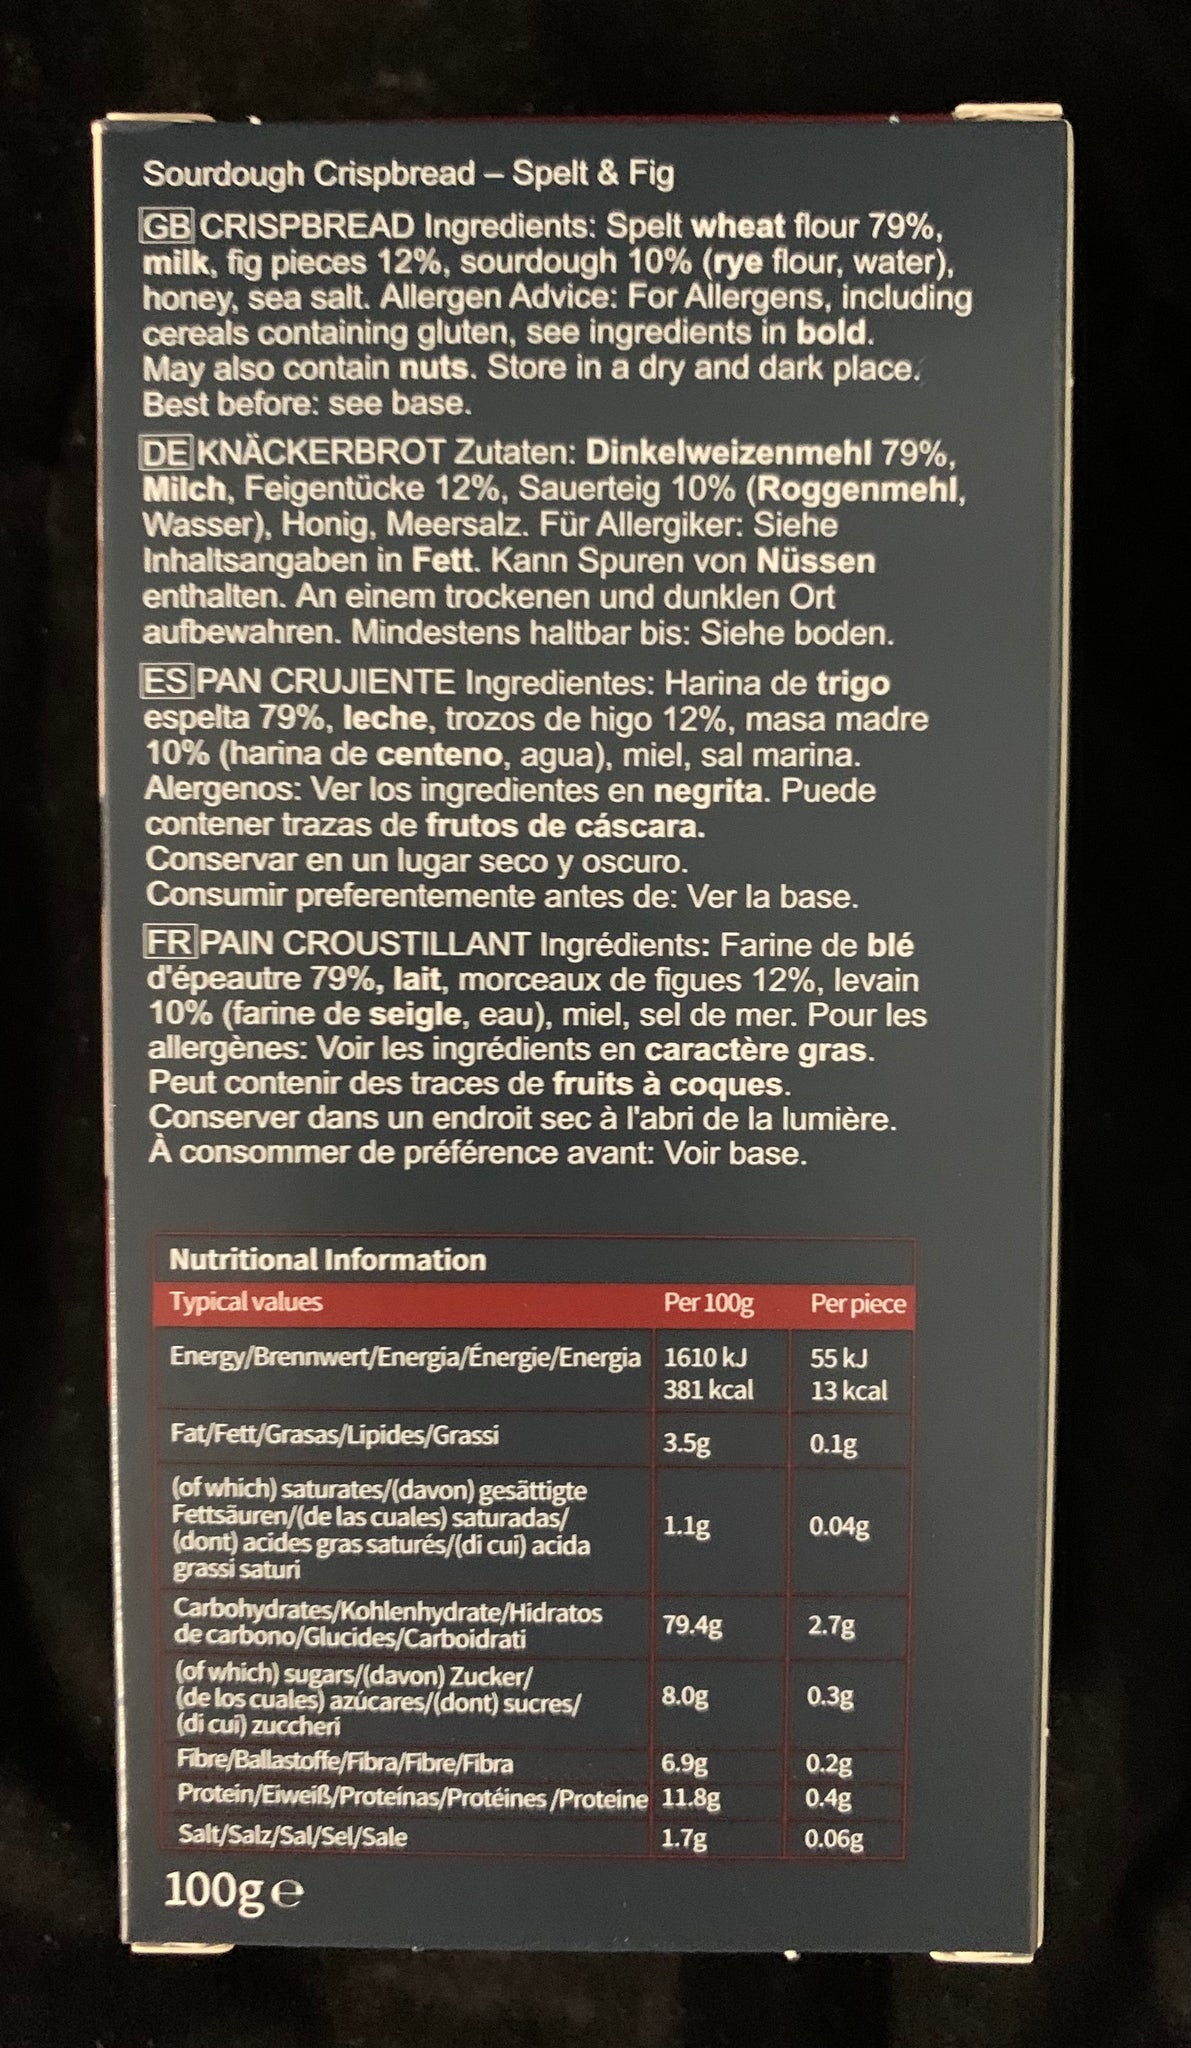 Sourdough Crispbread – Spelt & Fig
GB CRISPBREAD Ingredients: Spelt wheat flour 79%,
milk, fig pieces 12%, sourdough 10% (rye flour, water),
honey, sea salt. Allergen Advice: For Allergens, including
cereals containing gluten, see ingredients in bold.
May also contain nuts. Store in a dry and dark place.
Best before: see base.
DE KNÄCKERBROT Zutaten: Dinkelweizenmehl 79%,
Milch, Feigentücke 12%, Sauerteig 10% (Roggenmehl,
Wasser), Honig, Meersalz. Für Allergiker: Siehe
Inhaltsangaben in Fett. Kann Spuren von Nüssen
enthalten. An einem trockenen und dunklen Ort
aufbewahren. Mindestens haltbar bis: Siehe boden.
ES PAN CRUJIENTE Ingredientes: Harina de trigo
espelta 79%, leche, trozos de higo 12%, masa madre
10% (harina de centeno, agua), miel, sal marina.
Alergenos: Ver los ingredientes en negrita. Puede
contener trazas de frutos de cáscara.
Conservar en un lugar seco y oscuro.
Consumir preferentemente antes de: Ver la base.
FR PAIN CROUSTILLANT Ingrédients: Farine de blé
d'épeautre 79%, lait, morceaux de figues 12%, levain
10% (farine de seigle, eau), miel, sel de mer. Pour les
allergènes: Voir les ingrédients en caractère gras.
Peut contenir des traces de fruits à coques.
Conserver dans un endroit sec à l'abri de la lumière.
À consommer de préférence avant: Voir base.
Nutritional Information
Typical values Per 100g Per piece
Energy/Brennwert/Energia/Énergie/Energia 1610 kJ 55 kJ
381 kcal 13 kcal
Fat/Fett/Grasas/Lipides/Grassi 3.5g 0.1g
(of which) saturates/(davon) gesättigte
Fettsäuren/(de las cuales) saturadas/
(dont) acides gras saturés/(di cui) acida
grassi saturi 1.1g 0.04g
Carbohydrates/Kohlenhydrate/Hidratos
de carbono/Glucides/Carboidrati 79.4g 2.7g
(of which) sugars/(davon) Zucker/
(de los cuales) azúcares/(dont) sucres/
(di cui) zuccheri 8.0g 0.3g
Fibre/Ballastoffe/Fibra/Fibre/Fibra 6.9g 0.2g
Protein/Eiweiß/Proteínas/Protéines /Proteine 11.8g 0.4g
Salt/Salz/Sal/Sel/Sale 1.7g 0.06g
100g ℮